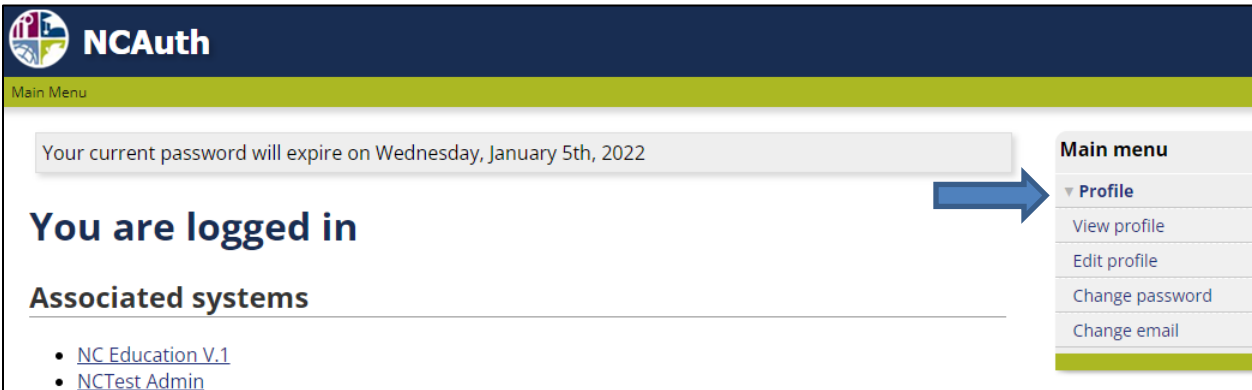 NCAuth
Main Menu
Your current password will expire on Wednesday, January 5th, 2022
You are logged in
Associated systems
• NC Education V.1
• NCTest Admin
Main menu
▾ Profile
View profile
Edit profile
Change password
Change email